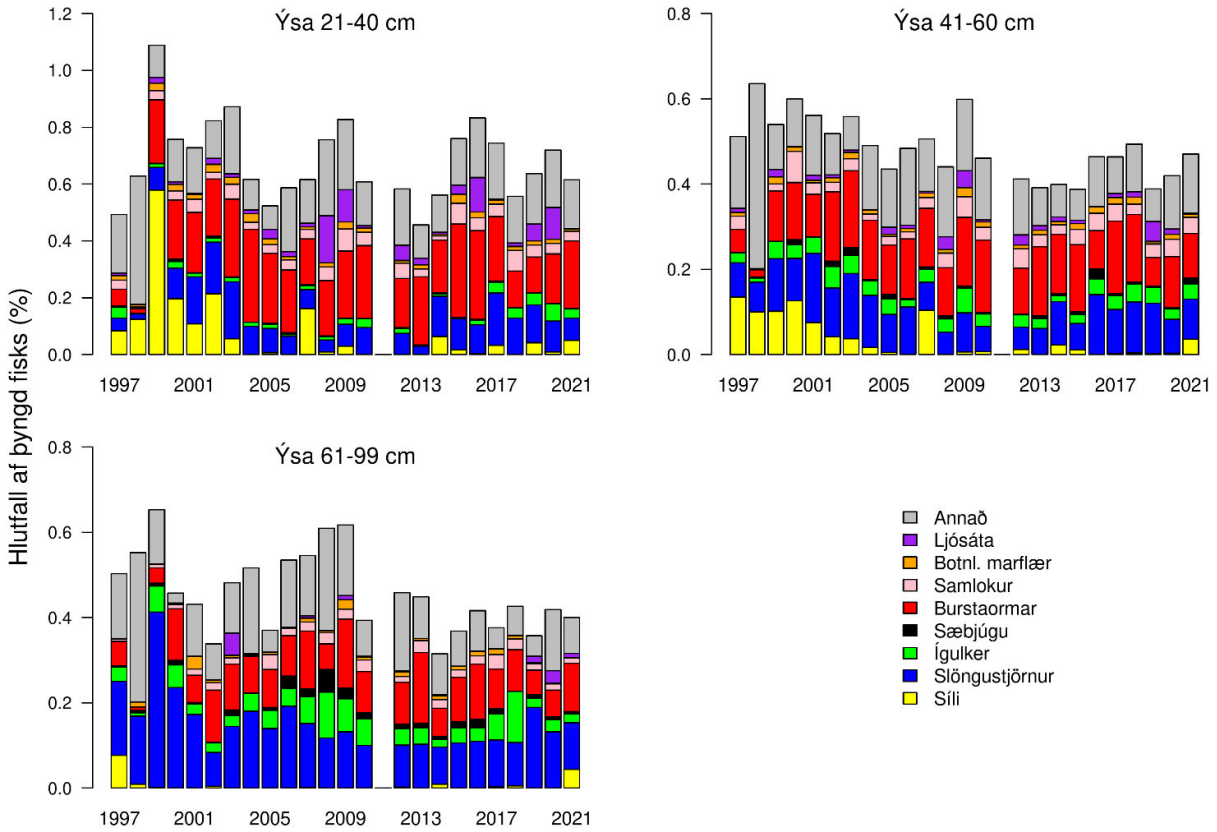 Hlutfall af þyngd fisks (%)
Ýsa 21-40 cm
1.2
1.0
0.8
0.6
0.4
0.2
0.0
1997 2001 2005 2009 2013 2017 2021
Ýsa 41-60 cm
0.8
0.6
0.4
0.2
0.0
1997 2001 2005 2009 2013 2017 2021
Ýsa 61-99 cm
0.8
0.6
0.4
0.2
0.0
1997 2001 2005 2009 2013 2017 2021
Annað
Ljósáta
Botnl. marflær
Samlokur
Burstaormar
Sæbjúgu
Ígulker
Slöngustjörnur
Síli